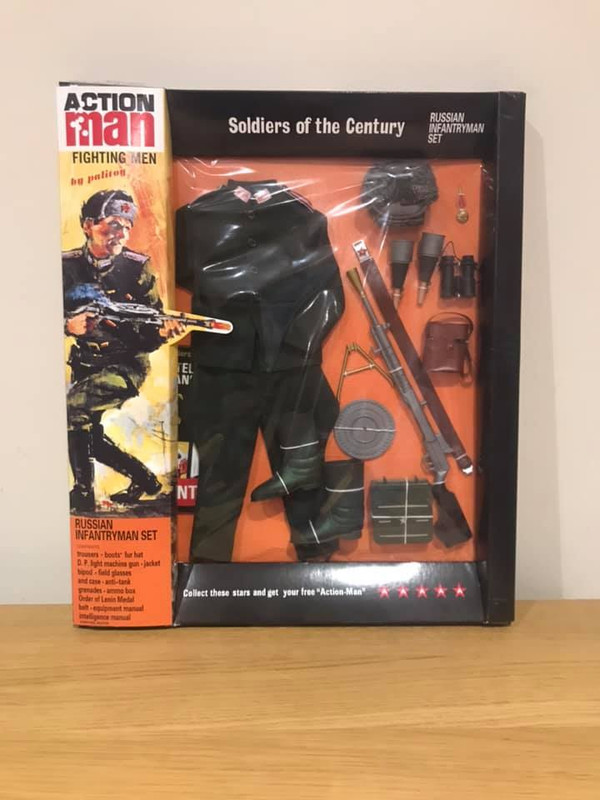 ACTION
man
FIGHTING MEN
by palitoy
Soldiers of the Century
RUSSIAN
INFANTRYMAN
SET
TEL
NT
RUSSIAN
INFANTRYMAN SET
trousers - boots' fur hat
D. P. light machine gun - jacket
bipod - field glasses
and case - anti-tank
grenades - ammo box
Order of Lenin Medal
belt - equipment manual
intelligence manual
Collect these stars and get your free "Action-Man"